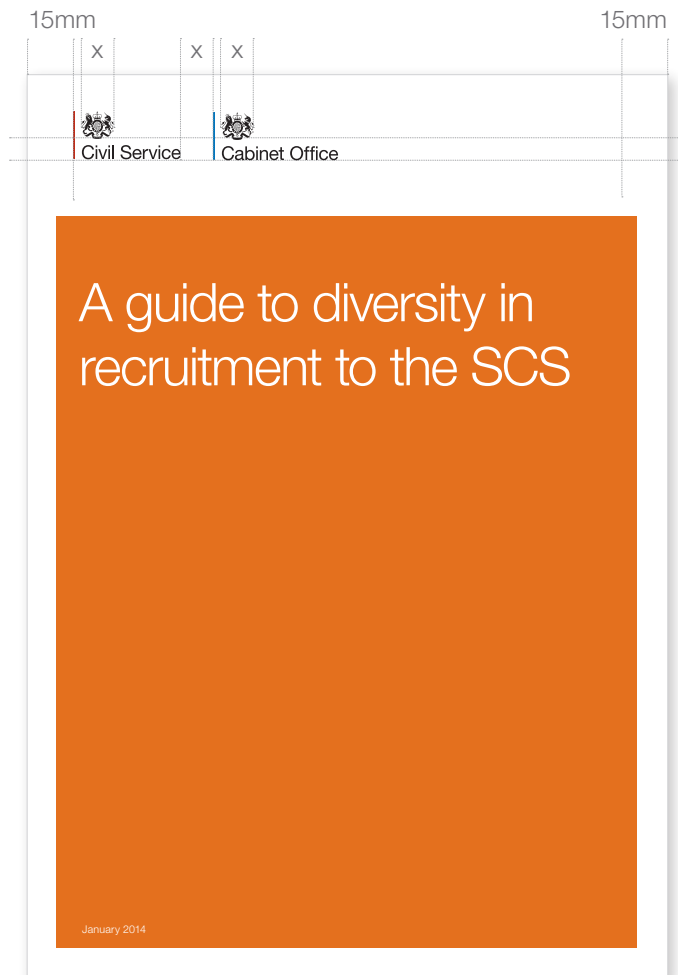 15mm 15mm
x x x
Civil Service Cabinet Office
A guide to diversity in
recruitment to the SCS
January 2014